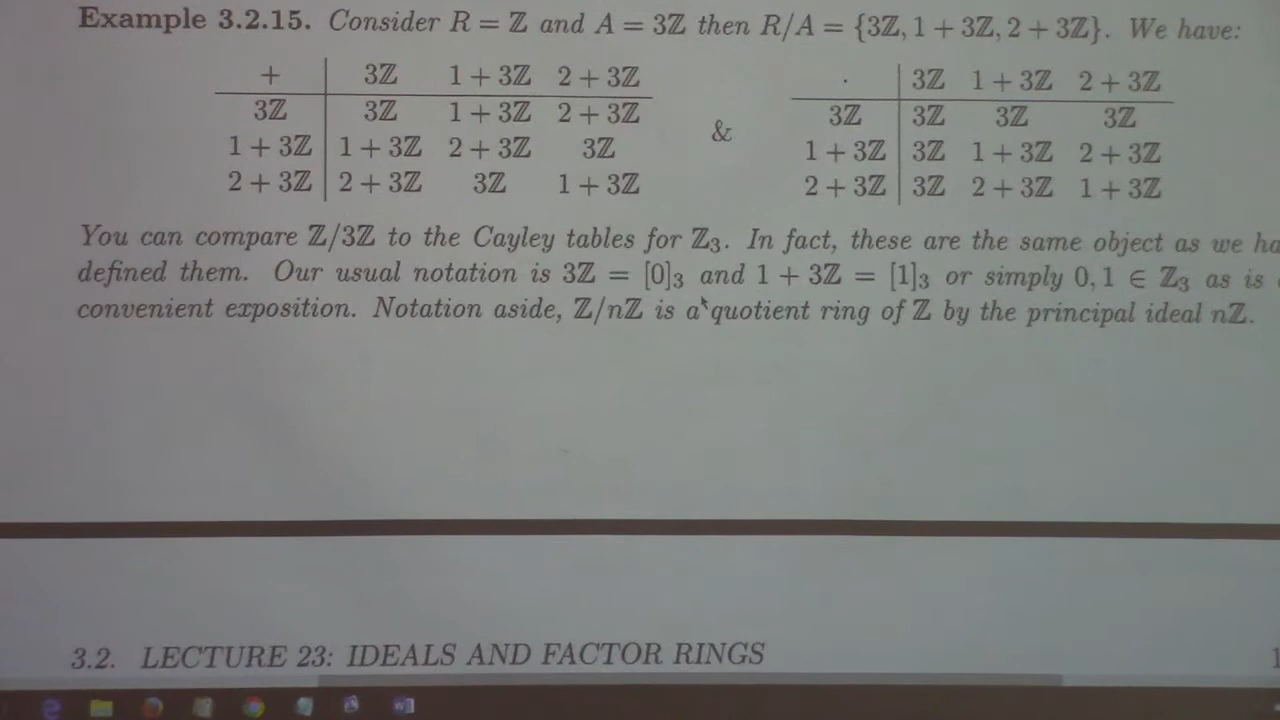 Example 3.2.15. Consider R = ℤ and A = 3ℤ then R/A = {3ℤ, 1 + 3ℤ, 2 + 3ℤ}. We have:
+ 3ℤ 1 + 3ℤ 2 + 3ℤ
3ℤ 3ℤ 1 + 3ℤ 2 + 3ℤ
1 + 3ℤ 1 + 3ℤ 2 + 3ℤ 3ℤ
2 + 3ℤ 2 + 3ℤ 3ℤ 1 + 3ℤ
&
· 3ℤ 1 + 3ℤ 2 + 3ℤ
3ℤ 3ℤ 3ℤ 3ℤ
1 + 3ℤ 3ℤ 1 + 3ℤ 2 + 3ℤ
2 + 3ℤ 3ℤ 2 + 3ℤ 1 + 3ℤ
You can compare ℤ/3ℤ to the Cayley tables for ℤ₃. In fact, these are the same object as we
defined them. Our usual notation is 3ℤ = [0]₃ and 1 + 3ℤ = [1]₃ or simply 0, 1 ∈ ℤ₃ as is
convenient exposition. Notation aside, ℤ/nℤ is a quotient ring of ℤ by the principal ideal nℤ.
3.2. LECTURE 23: IDEALS AND FACTOR RINGS